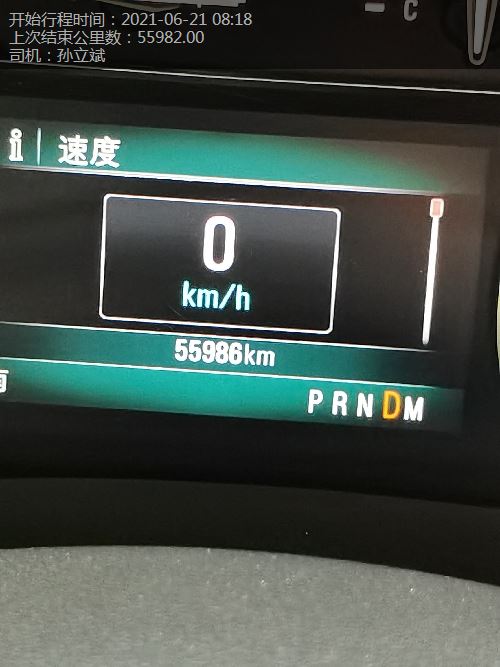 开始行程时间：2021-06-21 08:18
上次结束公里数：55982.00
司机：孙立斌
C
i 速度
0
km/h
55986km
P R N D M